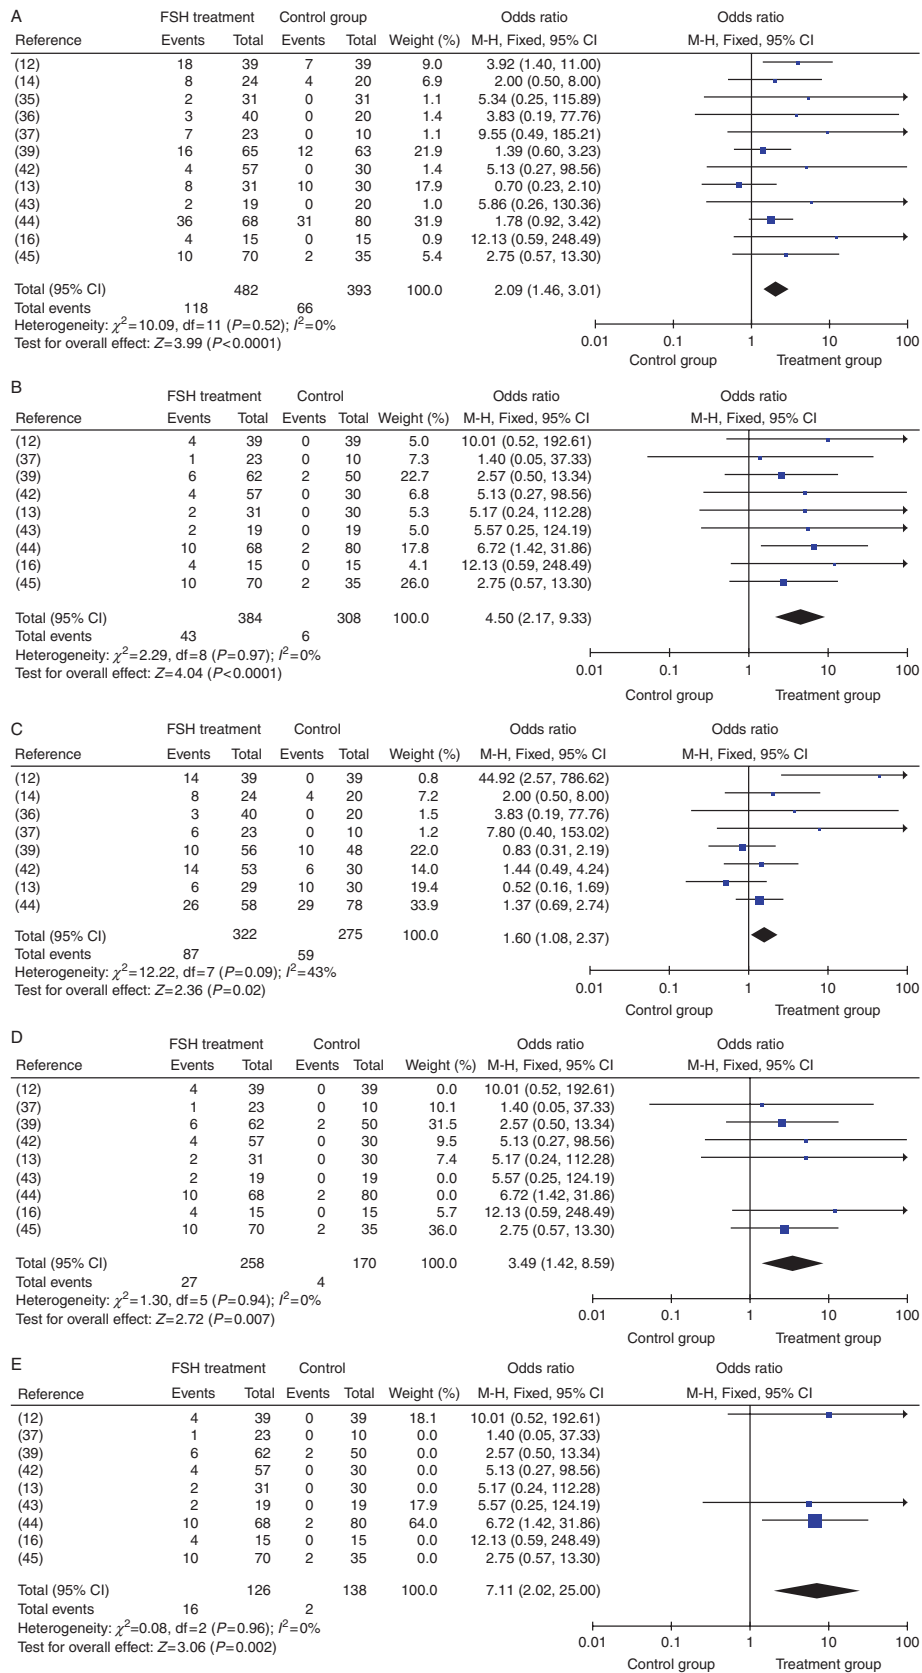 A
FSH treatment Control group Odds ratio Odds ratio
Reference Events Total Events Total Weight (%) M-H, Fixed, 95% CI M-H, Fixed, 95% CI
(12) 18 39 7 39 9.0 3.92 (1.40, 11.00)
(14) 8 24 4 20 6.9 2.00 (0.50, 8.00)
(35) 2 31 0 31 1.1 5.34 (0.25, 115.89)
(36) 3 40 0 20 1.4 3.83 (0.19, 77.76)
(37) 7 23 0 10 1.1 9.55 (0.49, 185.21)
(39) 16 65 12 63 21.9 1.39 (0.60, 3.23)
(42) 4 57 0 30 1.4 5.13 (0.27, 98.56)
(13) 8 31 10 30 17.9 0.70 (0.23, 2.10)
(43) 2 19 0 20 1.0 5.86 (0.26, 130.36)
(44) 36 68 31 80 31.9 1.78 (0.92, 3.42)
(16) 4 15 0 15 0.9 12.13 (0.59, 248.49)
(45) 10 70 2 35 5.4 2.75 (0.57, 13.30)
Total (95% CI) 482 393 100.0 2.09 (1.46, 3.01)
Total events 118 66
Heterogeneity: χ²=10.09, df=11 (P=0.52); I²=0%
Test for overall effect: Z=3.99 (P<0.0001)
0.01 0.1 1 10 100
Control group Treatment group
B
FSH treatment Control Odds ratio Odds ratio
Reference Events Total Events Total Weight (%) M-H, Fixed, 95% CI M-H, Fixed, 95% CI
(12) 4 39 0 39 5.0 10.01 (0.52, 192.61)
(37) 1 23 0 10 7.3 1.40 (0.05, 37.33)
(39) 6 62 2 50 22.7 2.57 (0.50, 13.34)
(42) 4 57 0 30 6.8 5.13 (0.27, 98.56)
(13) 2 31 0 30 5.3 5.17 (0.24, 112.28)
(43) 2 19 0 19 5.0 5.57 0.25, 124.19)
(44) 10 68 2 80 17.8 6.72 (1.42, 31.86)
(16) 4 15 0 15 4.1 12.13 (0.59, 248.49)
(45) 10 70 2 35 26.0 2.75 (0.57, 13.30)
Total (95% CI) 384 308 100.0 4.50 (2.17, 9.33)
Total events 43 6
Heterogeneity: χ²=2.29, df=8 (P=0.97); I²=0%
Test for overall effect: Z=4.04 (P<0.0001)
0.01 0.1 1 10 100
Control group Treatment group
C
FSH treatment Control Odds ratio Odds ratio
Reference Events Total Events Total Weight (%) M-H, Fixed, 95% CI M-H, Fixed, 95% CI
(12) 14 39 0 39 0.8 44.92 (2.57, 786.62)
(14) 8 24 4 20 7.2 2.00 (0.50, 8.00)
(36) 3 40 0 20 1.5 3.83 (0.19, 77.76)
(37) 6 23 0 10 1.2 7.80 (0.40, 153.02)
(39) 10 56 10 48 22.0 0.83 (0.31, 2.19)
(42) 14 53 6 30 14.0 1.44 (0.49, 4.24)
(13) 6 29 10 30 19.4 0.52 (0.16, 1.69)
(44) 26 58 29 78 33.9 1.37 (0.69, 2.74)
Total (95% CI) 322 275 100.0 1.60 (1.08, 2.37)
Total events 87 59
Heterogeneity: χ²=12.22, df=7 (P=0.09); I²=43%
Test for overall effect: Z=2.36 (P=0.02)
0.01 0.1 1 10 100
Control group Treatment group
D
FSH treatment Control Odds ratio Odds ratio
Reference Events Total Events Total Weight (%) M-H, Fixed, 95% CI M-H, Fixed, 95% CI
(12) 4 39 0 39 0.0 10.01 (0.52, 192.61)
(37) 1 23 0 10 10.1 1.40 (0.05, 37.33)
(39) 6 62 2 50 31.5 2.57 (0.50, 13.34)
(42) 4 57 0 30 9.5 5.13 (0.27, 98.56)
(13) 2 31 0 30 7.4 5.17 (0.24, 112.28)
(43) 2 19 0 19 0.0 5.57 (0.25, 124.19)
(44) 10 68 2 80 0.0 6.72 (1.42, 31.86)
(16) 4 15 0 15 5.7 12.13 (0.59, 248.49)
(45) 10 70 2 35 36.0 2.75 (0.57, 13.30)
Total (95% CI) 258 170 100.0 3.49 (1.42, 8.59)
Total events 27 4
Heterogeneity: χ²=1.30, df=5 (P=0.94); I²=0%
Test for overall effect: Z=2.72 (P=0.007)
0.01 0.1 1 10 100
Control group Treatment group
E
FSH treatment Control Odds ratio Odds ratio
Reference Events Total Events Total Weight (%) M-H, Fixed, 95% CI M-H, Fixed, 95% CI
(12) 4 39 0 39 18.1 10.01 (0.52, 192.61)
(37) 1 23 0 10 0.0 1.40 (0.05, 37.33)
(39) 6 62 2 50 0.0 2.57 (0.50, 13.34)
(42) 4 57 0 30 0.0 5.13 (0.27, 98.56)
(13) 2 31 0 30 0.0 5.17 (0.24, 112.28)
(43) 2 19 0 19 17.9 5.57 (0.25, 124.19)
(44) 10 68 2 80 64.0 6.72 (1.42, 31.86)
(16) 4 15 0 15 0.0 12.13 (0.59, 248.49)
(45) 10 70 2 35 0.0 2.75 (0.57, 13.30)
Total (95% CI) 126 138 100.0 7.11 (2.02, 25.00)
Total events 16 2
Heterogeneity: χ²=0.08, df=2 (P=0.96); I²=0%
Test for overall effect: Z=3.06 (P=0.002)
0.01 0.1 1 10 100
Control group Treatment group